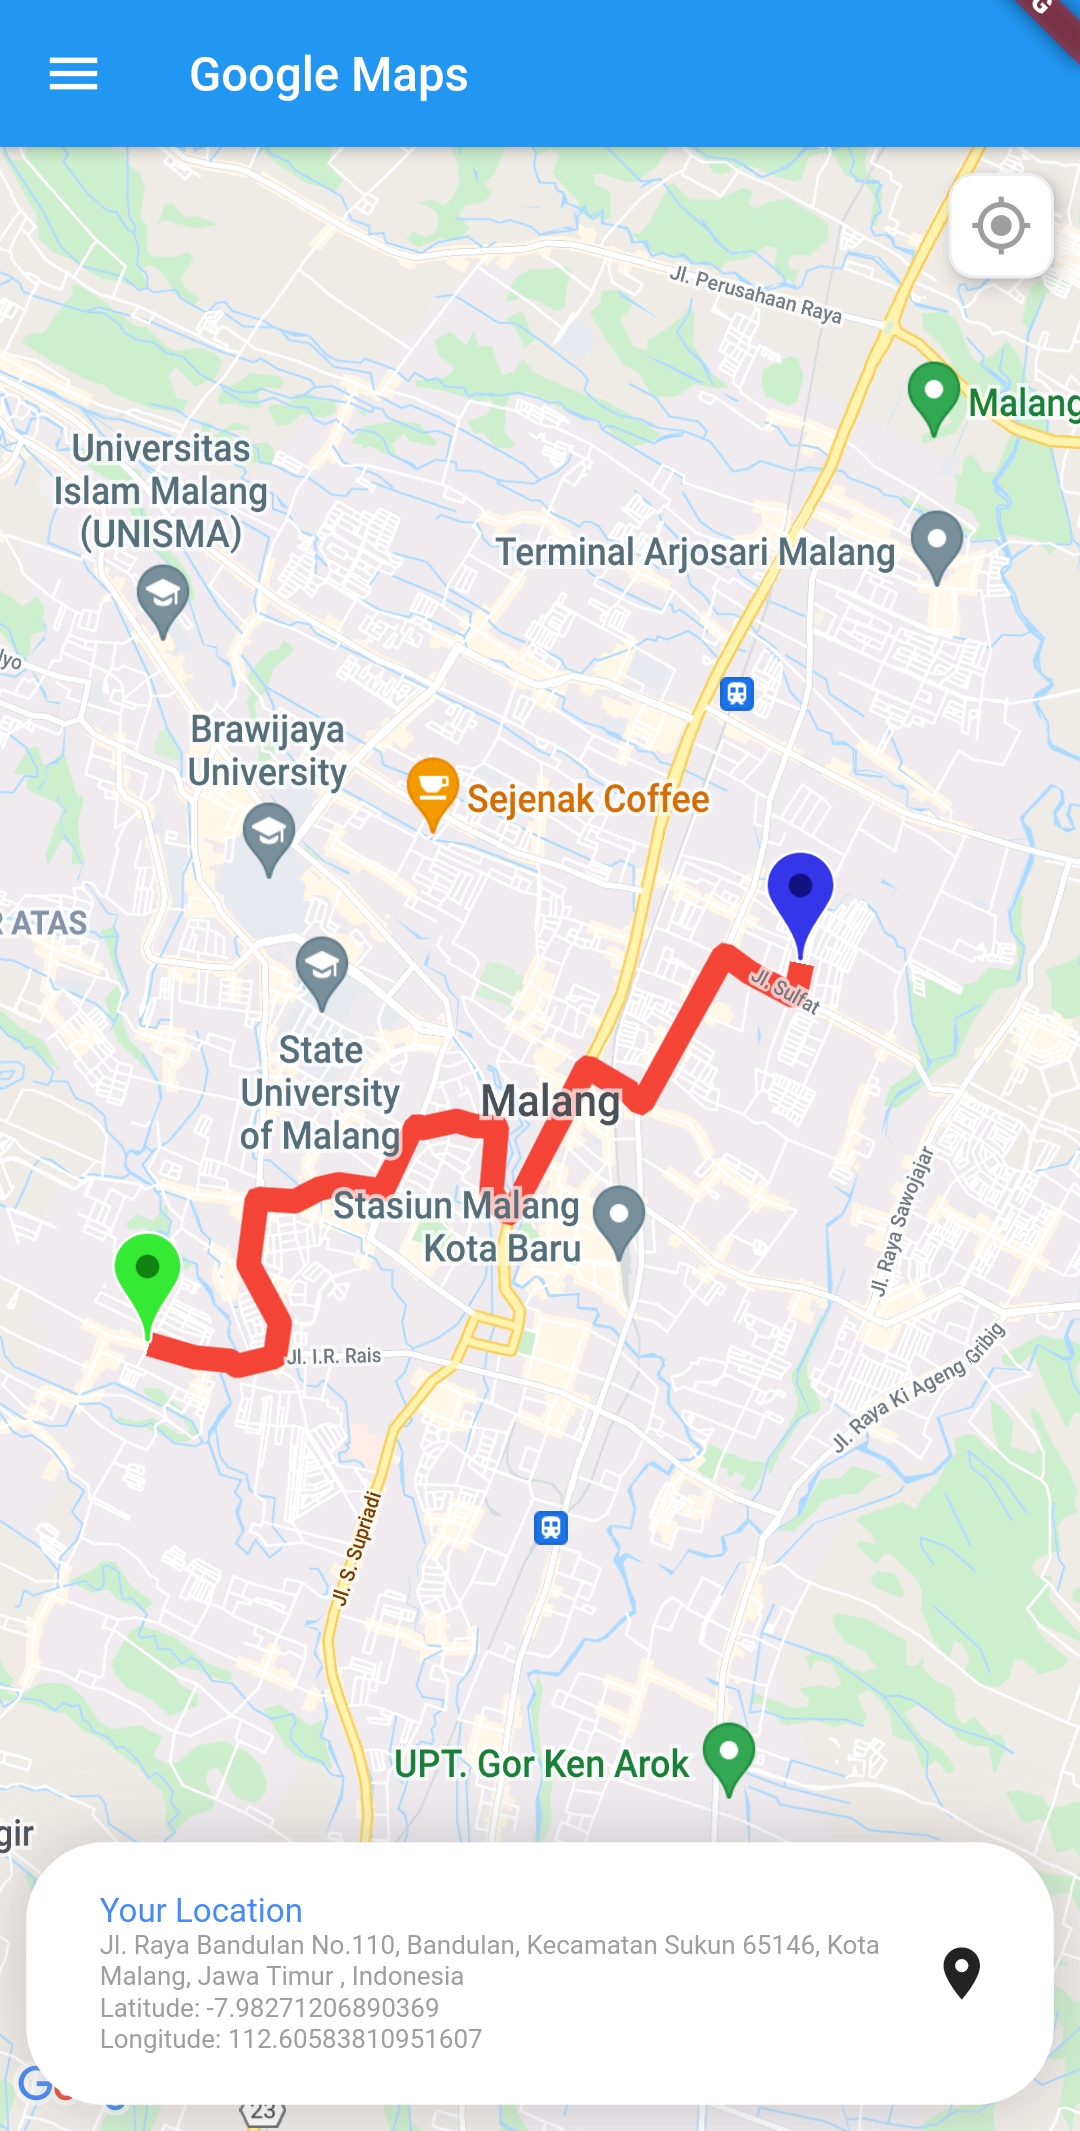 Google Maps
Jl. Perusahaan Raya
Malang
Universitas
Islam Malang
(UNISMA)
Terminal Arjosari Malang
Brawijaya
University
Sejenak Coffee
R ATAS
Jl. Sulfat
State
University
of Malang
Malang
Stasiun Malang
Kota Baru
Jl. Raya Sawojajar
Jl. I.R. Rais
Jl. Raya Ki Ageng Gribig
Jl. S. Supriadi
UPT. Gor Ken Arok
gir
Your Location
Jl. Raya Bandulan No.110, Bandulan, Kecamatan Sukun 65146, Kota
Malang, Jawa Timur , Indonesia
Latitude: -7.98271206890369
Longitude: 112.60583810951607
23